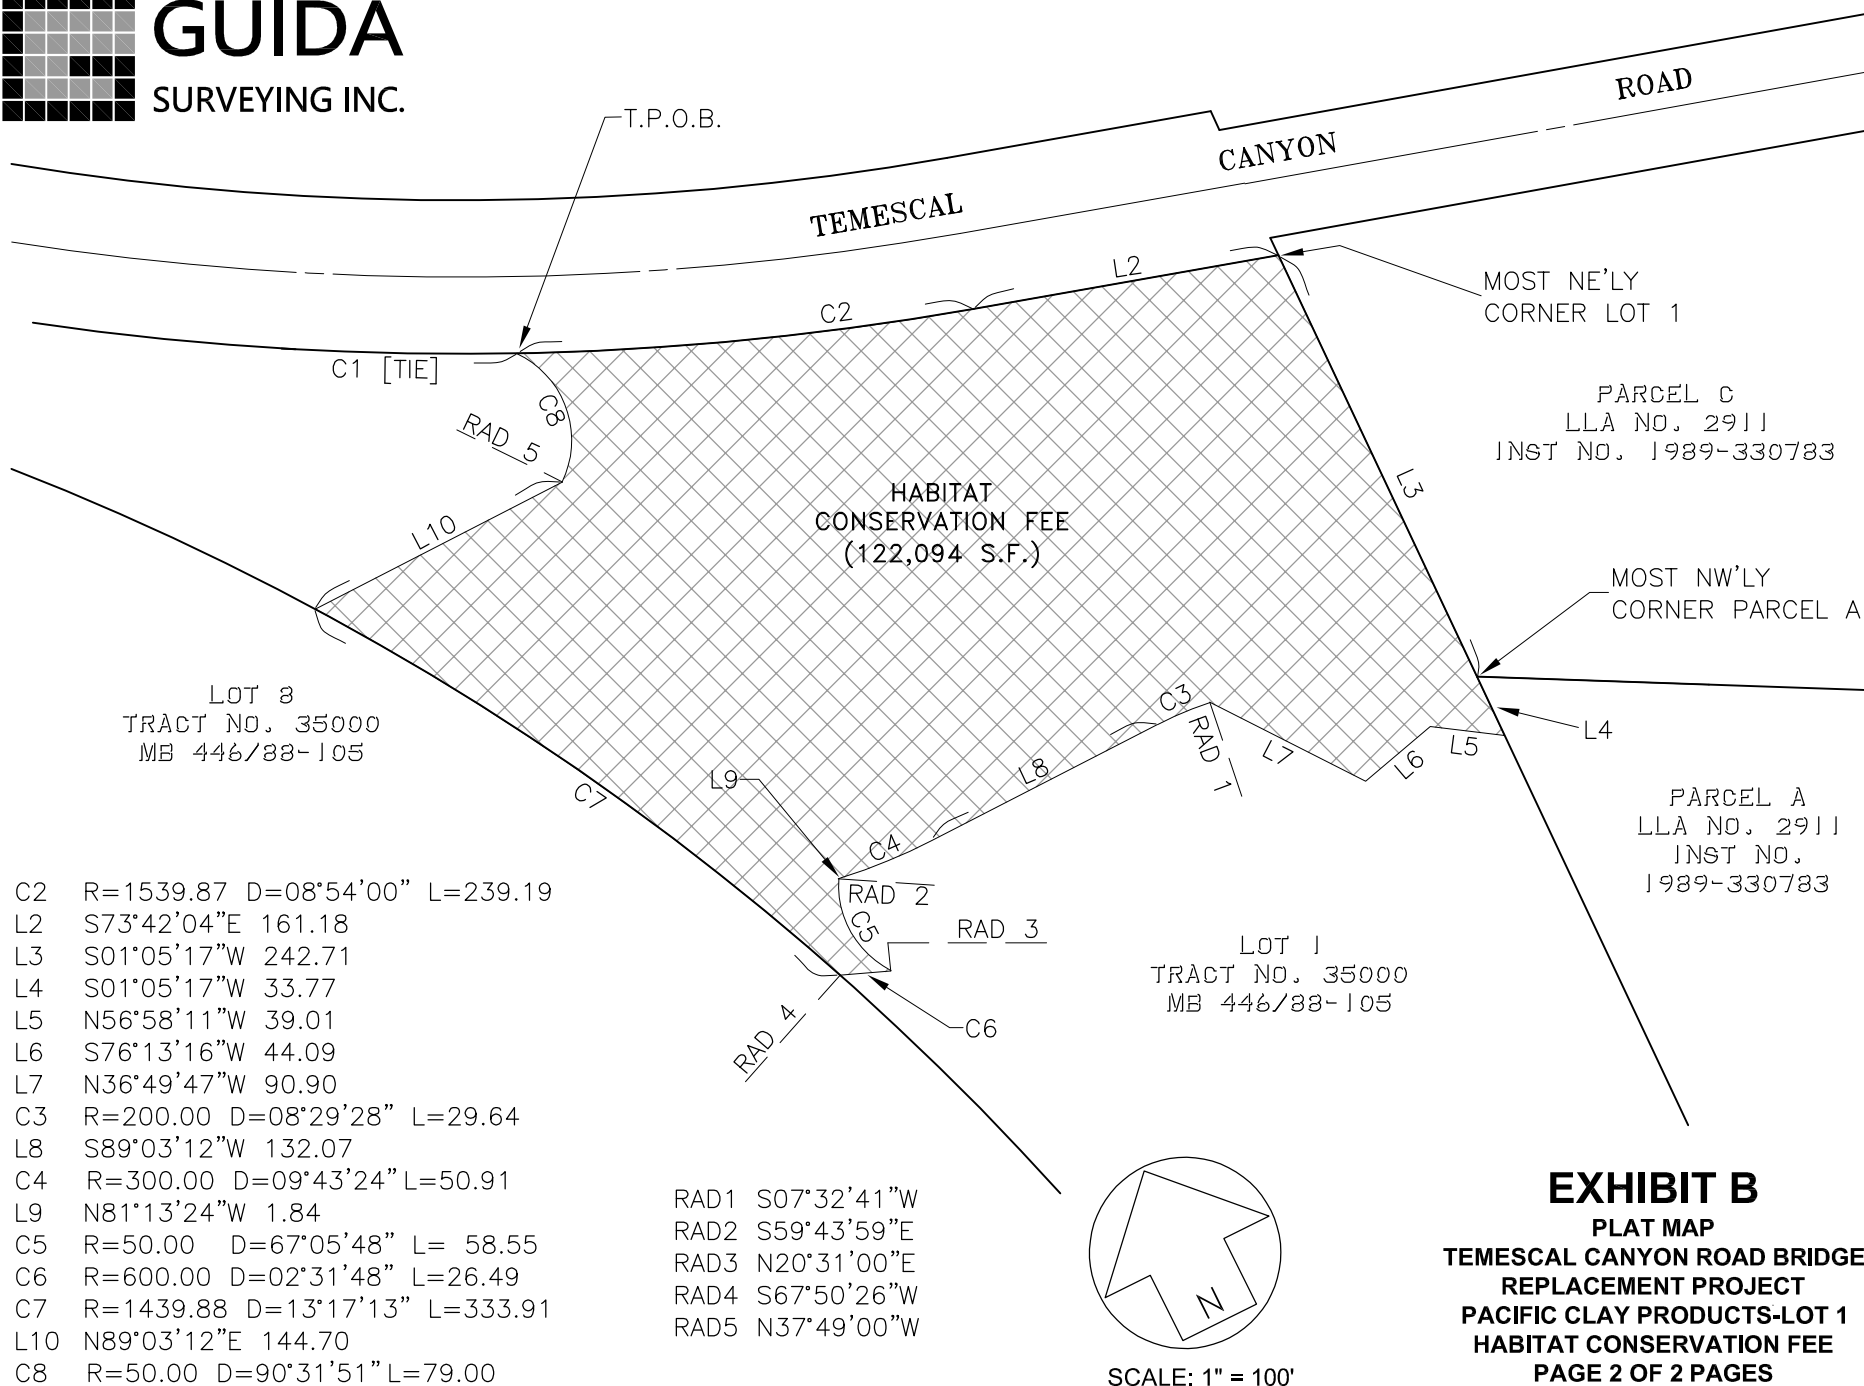 GUIDA
SURVEYING INC.
T.P.O.B.
ROAD
CANYON
TEMESCAL
L2
C2
MOST NE'LY
CORNER LOT 1
C1 [TIE]
C8
RAD 5
PARCEL C
LLA NO. 2911
INST NO. 1989-330783
L3
HABITAT
CONSERVATION FEE
(122,094 S.F.)
L10
MOST NW'LY
CORNER PARCEL A
LOT 8
TRACT NO. 35000
MB 446/88-105
C3
RAD 1
L7
L6
L5
L4
L8
L9
C7
C4
RAD 2
C5
RAD 3
RAD 4
C6
PARCEL A
LLA NO. 2911
INST NO.
1989-330783
LOT 1
TRACT NO. 35000
MB 446/88-105
C2 R=1539.87 D=08°54'00" L=239.19
L2 S73°42'04"E 161.18
L3 S01°05'17"W 242.71
L4 S01°05'17"W 33.77
L5 N56°58'11"W 39.01
L6 S76°13'16"W 44.09
L7 N36°49'47"W 90.90
C3 R=200.00 D=08°29'28" L=29.64
L8 S89°03'12"W 132.07
C4 R=300.00 D=09°43'24" L=50.91
L9 N81°13'24"W 1.84
C5 R=50.00 D=67°05'48" L= 58.55
C6 R=600.00 D=02°31'48" L=26.49
C7 R=1439.88 D=13°17'13" L=333.91
L10 N89°03'12"E 144.70
C8 R=50.00 D=90°31'51" L=79.00
RAD1 S07°32'41"W
RAD2 S59°43'59"E
RAD3 N20°31'00"E
RAD4 S67°50'26"W
RAD5 N37°49'00"W
N
SCALE: 1" = 100'
EXHIBIT B
PLAT MAP
TEMESCAL CANYON ROAD BRIDGE
REPLACEMENT PROJECT
PACIFIC CLAY PRODUCTS-LOT 1
HABITAT CONSERVATION FEE
PAGE 2 OF 2 PAGES